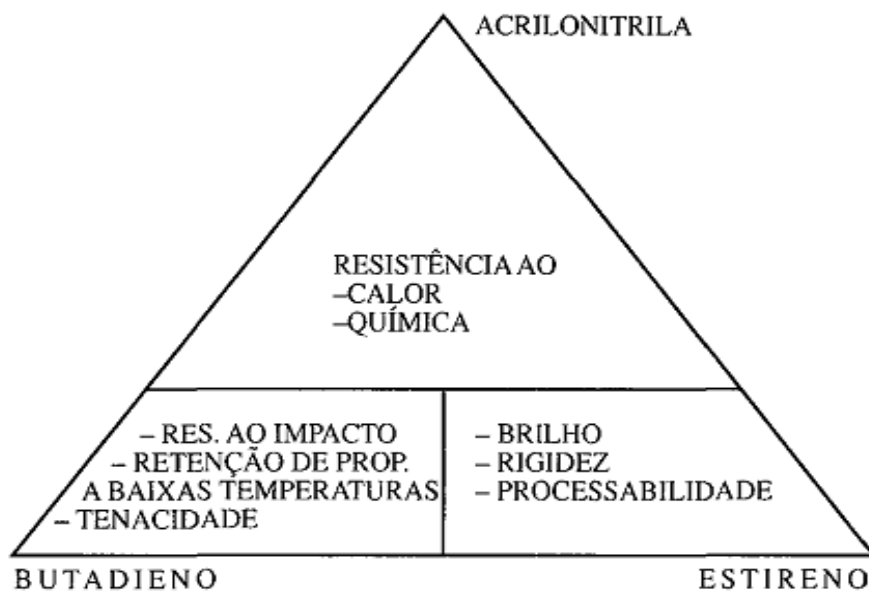 ACRILONITRILA
RESISTÊNCIA AO
–CALOR
–QUÍMICA
– RES. AO IMPACTO
– RETENÇÃO DE PROP.
A BAIXAS TEMPERATURAS
– TENACIDADE
– BRILHO
– RIGIDEZ
– PROCESSABILIDADE
BUTADIENO
ESTIRENO